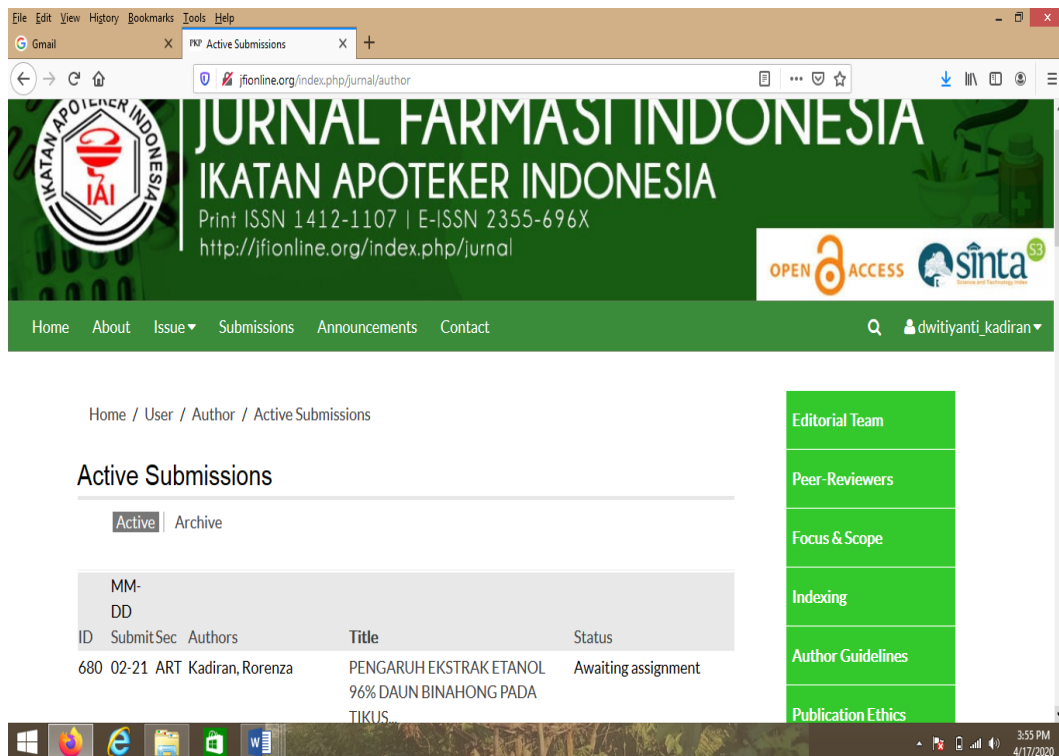 File Edit View History Bookmarks Tools Help
Gmail
PKP Active Submissions
jfionline.org/index.php/jurnal/author
JURNAL FARMASI INDONESIA
IKATAN APOTEKER INDONESIA
IAI
IKATAN APOTEKER INDONESIA
Print ISSN 1412-1107 | E-ISSN 2355-696X
http://jfionline.org/index.php/jurnal
OPEN ACCESS
sinta S3
Science and Technology Index
Home About Issue Submissions Announcements Contact
dwitiyanti_kadiran
Home / User / Author / Active Submissions
Active Submissions
Active Archive
MM-
DD
ID Submit Sec Authors Title Status
680 02-21 ART Kadiran, Rorenza PENGARUH EKSTRAK ETANOL Awaiting assignment
96% DAUN BINAHONG PADA
TIKUS...
Editorial Team
Peer-Reviewers
Focus & Scope
Indexing
Author Guidelines
Publication Ethics
3:55 PM
4/17/2020